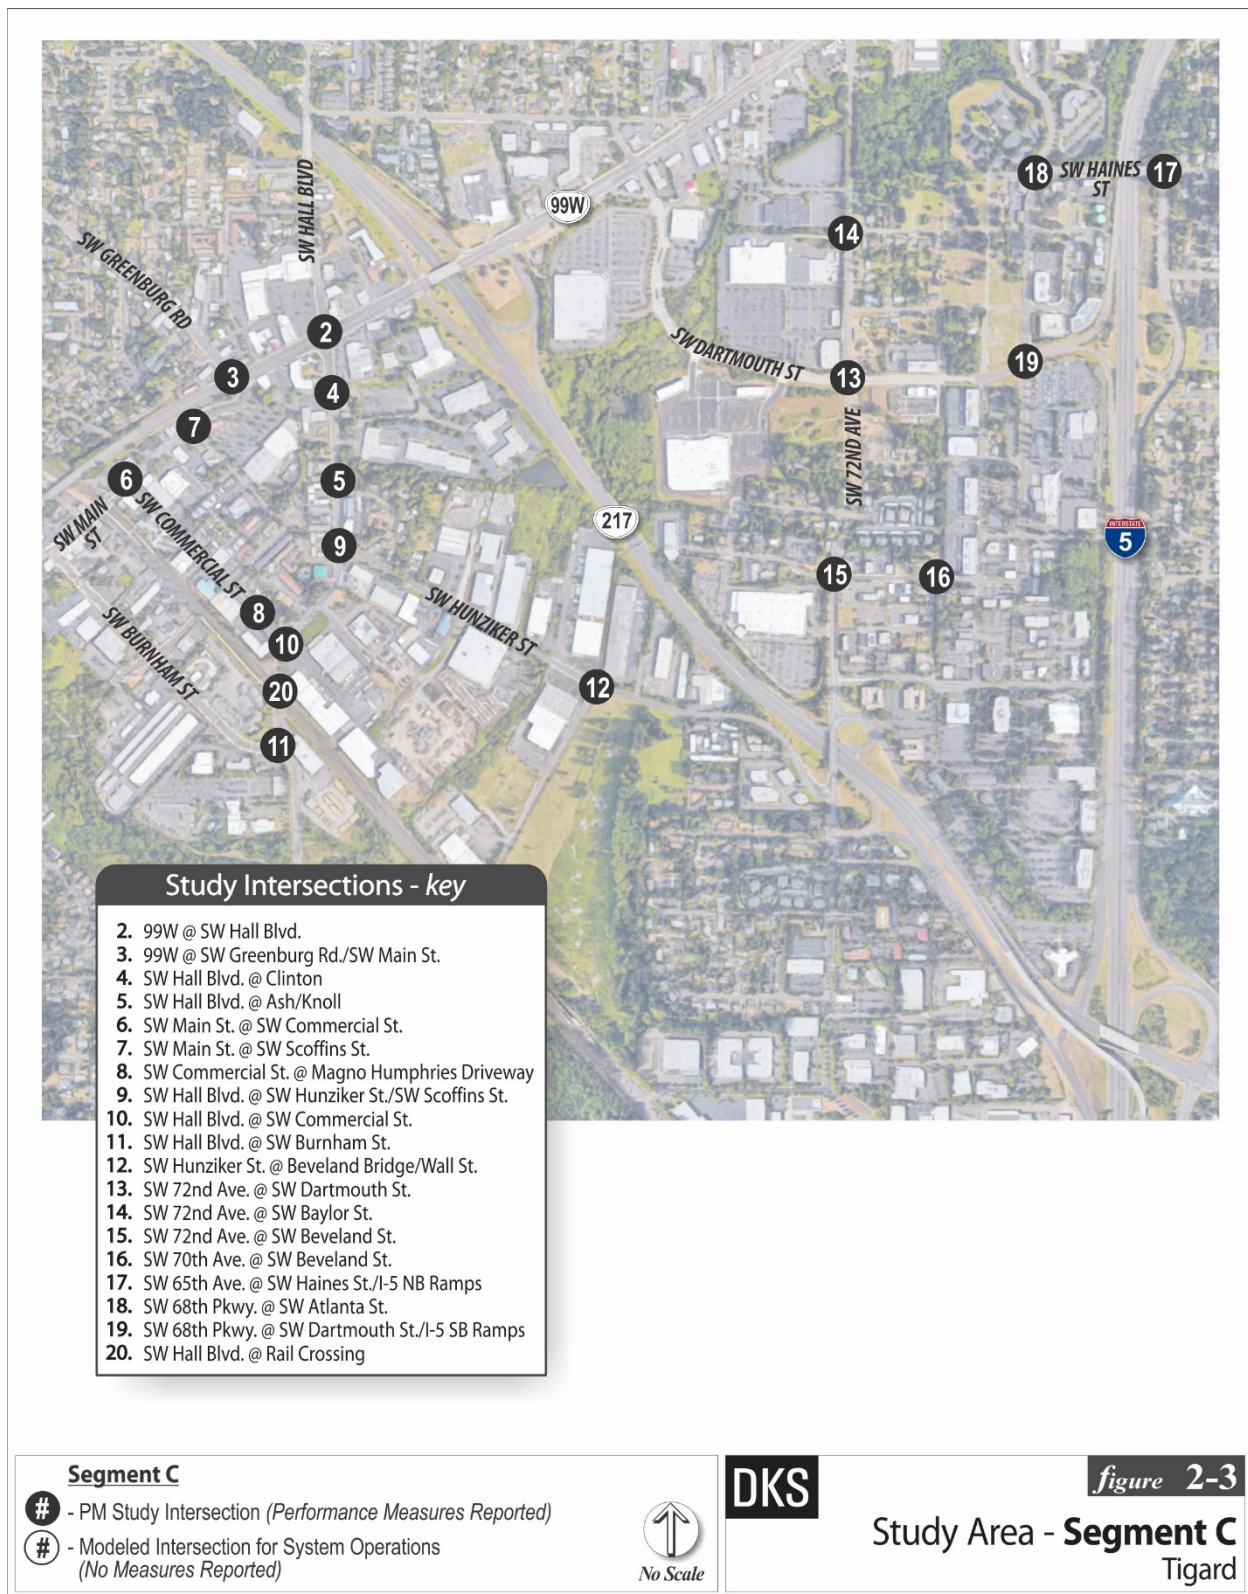 18
SW HAINES
ST
17
SW HALL BLVD
99W
14
SW GREENBURG RD
2
SW DARTMOUTH ST
19
3
13
4
7
SW 72ND AVE
6
5
SW MAIN
ST
SW COMMERCIAL ST
217
INTERSTATE
5
9
15
16
8
SW HUNZIKER ST
SW BURNHAM ST
10
20
12
11
Study Intersections - key
2. 99W @ SW Hall Blvd.
3. 99W @ SW Greenburg Rd./SW Main St.
4. SW Hall Blvd. @ Clinton
5. SW Hall Blvd. @ Ash/Knoll
6. SW Main St. @ SW Commercial St.
7. SW Main St. @ SW Scoffins St.
8. SW Commercial St. @ Magno Humphries Driveway
9. SW Hall Blvd. @ SW Hunziker St./SW Scoffins St.
10. SW Hall Blvd. @ SW Commercial St.
11. SW Hall Blvd. @ SW Burnham St.
12. SW Hunziker St. @ Beveland Bridge/Wall St.
13. SW 72nd Ave. @ SW Dartmouth St.
14. SW 72nd Ave. @ SW Baylor St.
15. SW 72nd Ave. @ SW Beveland St.
16. SW 70th Ave. @ SW Beveland St.
17. SW 65th Ave. @ SW Haines St./I-5 NB Ramps
18. SW 68th Pkwy. @ SW Atlanta St.
19. SW 68th Pkwy. @ SW Dartmouth St./I-5 SB Ramps
20. SW Hall Blvd. @ Rail Crossing
Segment C
# - PM Study Intersection (Performance Measures Reported)
# - Modeled Intersection for System Operations
(No Measures Reported)
No Scale
DKS
figure 2-3
Study Area - Segment C
Tigard